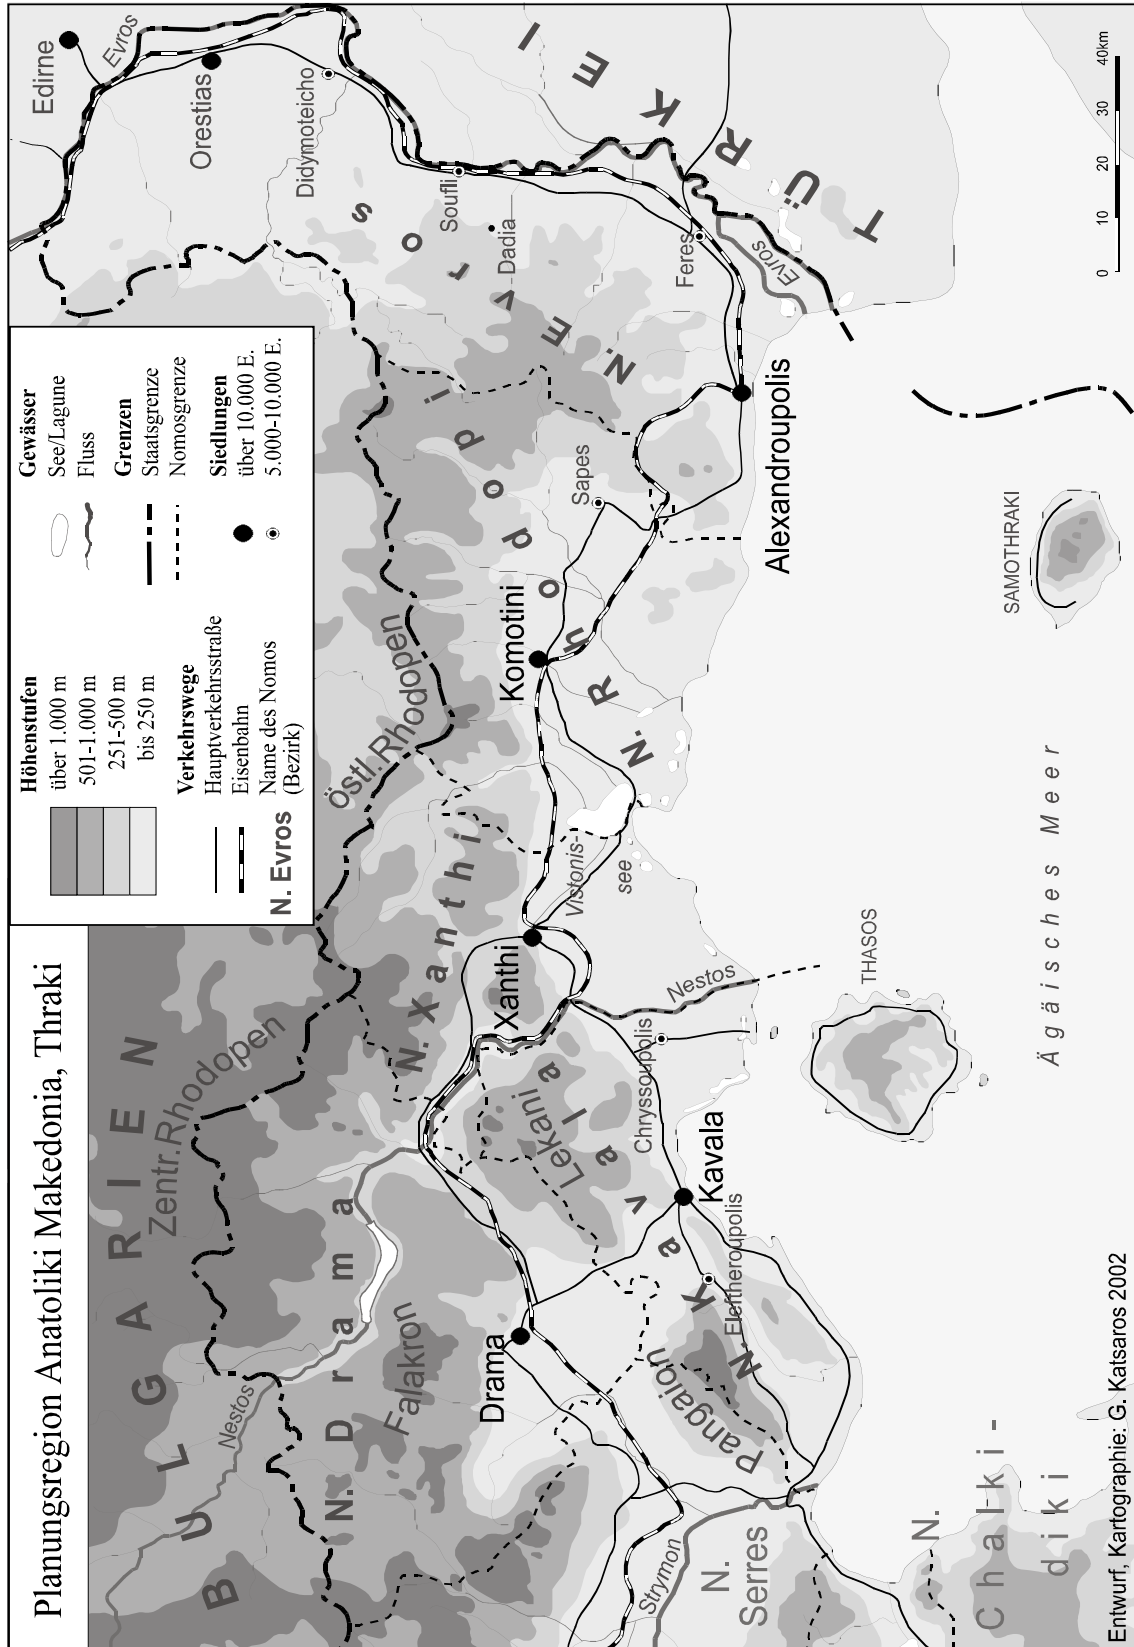 Planungsregion Anatoliki Makedonia, Thraki
Höhenstufen
über 1.000 m
501-1.000 m
251-500 m
bis 250 m
Verkehrswege
Hauptverkehrsstraße
Eisenbahn
N. Evros
Name des Nomos
(Bezirk)
Gewässer
See/Lagune
Fluss
Grenzen
Staatsgrenze
Nomosgrenze
Siedlungen
über 10.000 E.
5.000-10.000 E.
BULGARIEN
Zentr.Rhodopen
Östl.Rhodopen
Nestos
N. Drama
Falakron
Drama
N. Xanthi
Xanthi
Lekania
N. Kavala
Kavala
Chryssoupolis
Eleftheroupolis
Pangaion
Strymon
N.
Serres
N.
Chalki-
diki
Nestos
Vistonis-
see
Komotini
N. Rhodopi
Sapes
Alexandroupolis
N. Evros
Feres
Dadia
Soufli
Didymoteicho
Orestias
Edirne
Evros
Evros
TÜRKEI
THASOS
SAMOTHRAKI
Ägäisches Meer
0 10 20 30 40km
Entwurf, Kartographie: G. Katsaros 2002